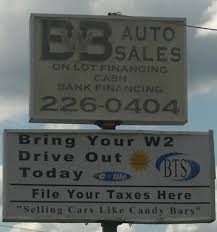 B&B AUTO
SALES
ON LOT FINANCING
CASH
BANK FINANCING
226-0404
Bring Your W2
Drive Out
Today e-file BTS
File Your Taxes Here
"Selling Cars Like Candy Bars"